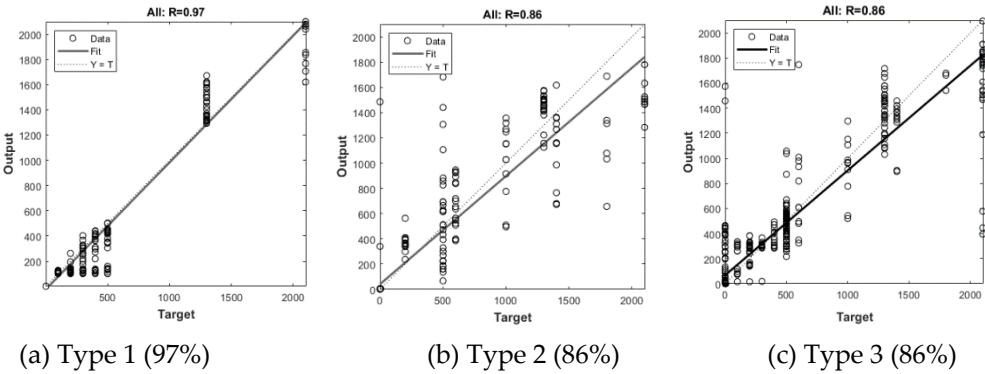 All: R=0.97
Data
Fit
Y = T
2000
1800
1600
1400
1200
1000
800
600
400
200
Output
0
500
1000
1500
2000
Target
(a) Type 1 (97%)
All: R=0.86
Data
Fit
Y = T
2000
1800
1600
1400
1200
1000
800
600
400
200
0
Output
0
500
1000
1500
2000
Target
(b) Type 2 (86%)
All: R=0.86
Data
Fit
Y = T
2000
1800
1600
1400
1200
1000
800
600
400
200
0
Output
0
500
1000
1500
2000
Target
(c) Type 3 (86%)